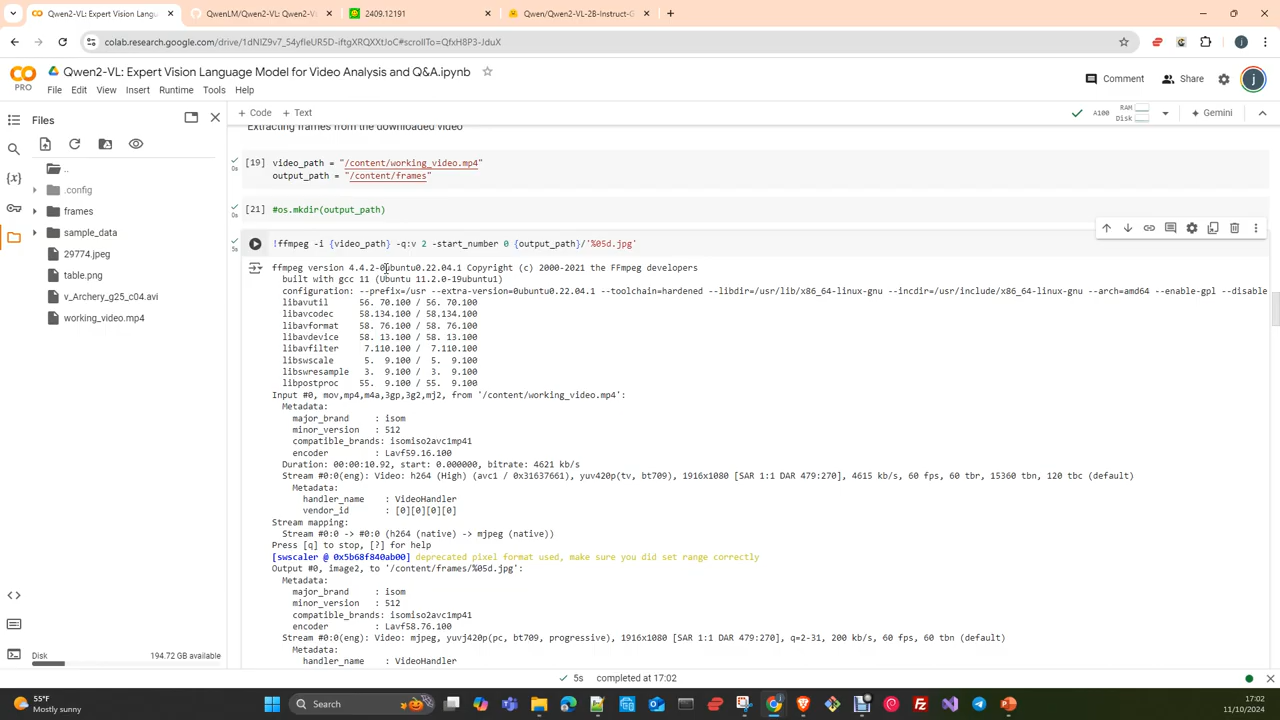 Qwen2-VL: Expert Vision Langu
QwenLM/Qwen2-VL: Qwen2-VL
2409.12191
Qwen/Qwen2-VL-2B-Instruct-G
colab.research.google.com/drive/1dNIZ9v7_54yfIeUR5D-iftgXRQXXtJoC#scrollTo=QfxH8P3-JduX
Qwen2-VL: Expert Vision Language Model for Video Analysis and Q&A.ipynb
PRO
File Edit View Insert Runtime Tools Help
Comment
Share
j
Files
+ Code + Text
A100
RAM
Disk
Gemini
Extracting frames from the downloaded video
[19] video_path = "/content/working_video.mp4"
0s
output_path = "/content/frames"
[21] #os.mkdir(output_path)
0s
!ffmpeg -i {video_path} -q:v 2 -start_number 0 {output_path}/'%05d.jpg'
5s
..
.config
frames
sample_data
29774.jpeg
table.png
v_Archery_g25_c04.avi
working_video.mp4
ffmpeg version 4.4.2-0ubuntu0.22.04.1 Copyright (c) 2000-2021 the FFmpeg developers
built with gcc 11 (Ubuntu 11.2.0-19ubuntu1)
configuration: --prefix=/usr --extra-version=0ubuntu0.22.04.1 --toolchain=hardened --libdir=/usr/lib/x86_64-linux-gnu --incdir=/usr/include/x86_64-linux-gnu --arch=amd64 --enable-gpl --disable
libavutil 56. 70.100 / 56. 70.100
libavcodec 58.134.100 / 58.134.100
libavformat 58. 76.100 / 58. 76.100
libavdevice 58. 13.100 / 58. 13.100
libavfilter 7.110.100 / 7.110.100
libswscale 5. 9.100 / 5. 9.100
libswresample 3. 9.100 / 3. 9.100
libpostproc 55. 9.100 / 55. 9.100
Input #0, mov,mp4,m4a,3gp,3g2,mj2, from '/content/working_video.mp4':
Metadata:
major_brand : isom
minor_version : 512
compatible_brands: isomiso2avc1mp41
encoder : Lavf59.16.100
Duration: 00:00:10.92, start: 0.000000, bitrate: 4621 kb/s
Stream #0:0(eng): Video: h264 (High) (avc1 / 0x31637661), yuv420p(tv, bt709), 1916x1080 [SAR 1:1 DAR 479:270], 4615 kb/s, 60 fps, 60 tbr, 15360 tbn, 120 tbc (default)
Metadata:
handler_name : VideoHandler
vendor_id : [0][0][0][0]
Stream mapping:
Stream #0:0 -> #0:0 (h264 (native) -> mjpeg (native))
Press [q] to stop, [?] for help
[swscaler @ 0x5b68f840ab00] deprecated pixel format used, make sure you did set range correctly
Output #0, image2, to '/content/frames/%05d.jpg':
Metadata:
major_brand : isom
minor_version : 512
compatible_brands: isomiso2avc1mp41
encoder : Lavf58.76.100
Stream #0:0(eng): Video: mjpeg, yuvj420p(pc, bt709, progressive), 1916x1080 [SAR 1:1 DAR 479:270], q=2-31, 200 kb/s, 60 fps, 60 tbn (default)
Metadata:
handler_name : VideoHandler
Disk
194.72 GB available
5s completed at 17:02
55°F
Mostly sunny
Search
17:02
11/10/2024